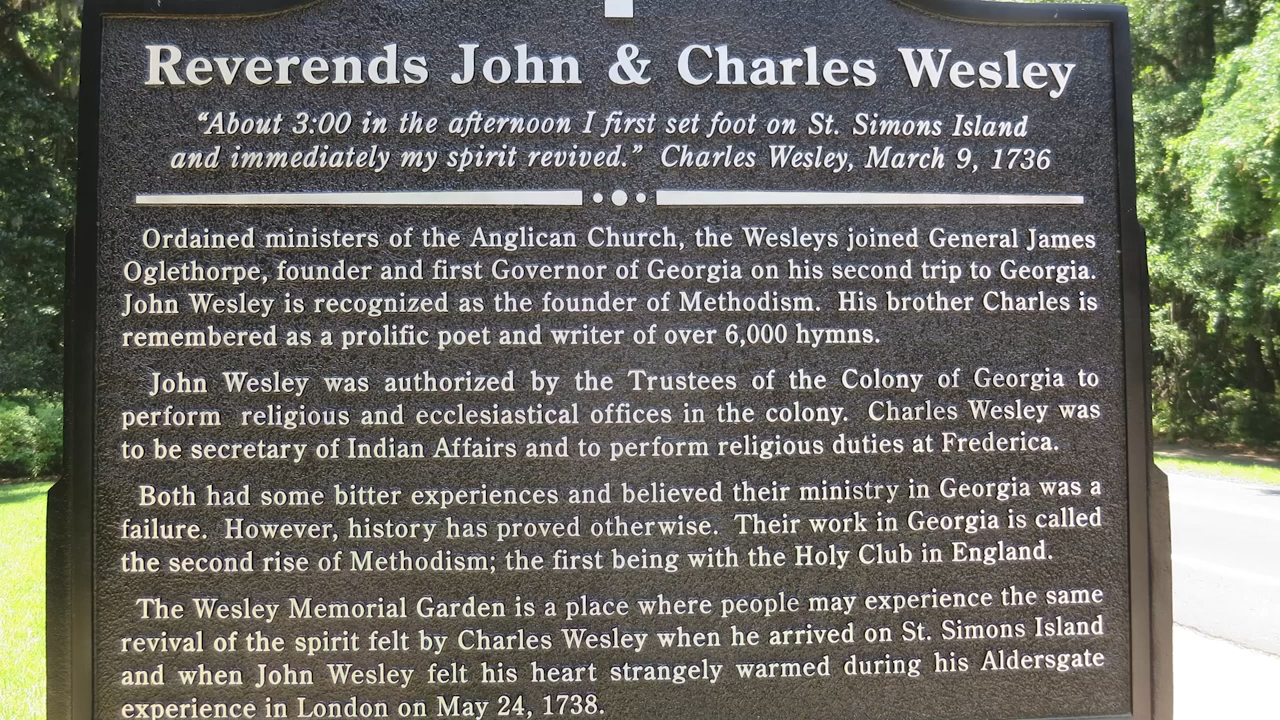 Reverends John & Charles Wesley
“About 3:00 in the afternoon I first set foot on St. Simons Island
and immediately my spirit revived.” Charles Wesley, March 9, 1736
Ordained ministers of the Anglican Church, the Wesleys joined General James
Oglethorpe, founder and first Governor of Georgia on his second trip to Georgia.
John Wesley is recognized as the founder of Methodism. His brother Charles is
remembered as a prolific poet and writer of over 6,000 hymns.
John Wesley was authorized by the Trustees of the Colony of Georgia to
perform religious and ecclesiastical offices in the colony. Charles Wesley was
to be secretary of Indian Affairs and to perform religious duties at Frederica.
Both had some bitter experiences and believed their ministry in Georgia was a
failure. However, history has proved otherwise. Their work in Georgia is called
the second rise of Methodism; the first being with the Holy Club in England.
The Wesley Memorial Garden is a place where people may experience the same
revival of the spirit felt by Charles Wesley when he arrived on St. Simons Island
and when John Wesley felt his heart strangely warmed during his Aldersgate
experience in London on May 24, 1738.